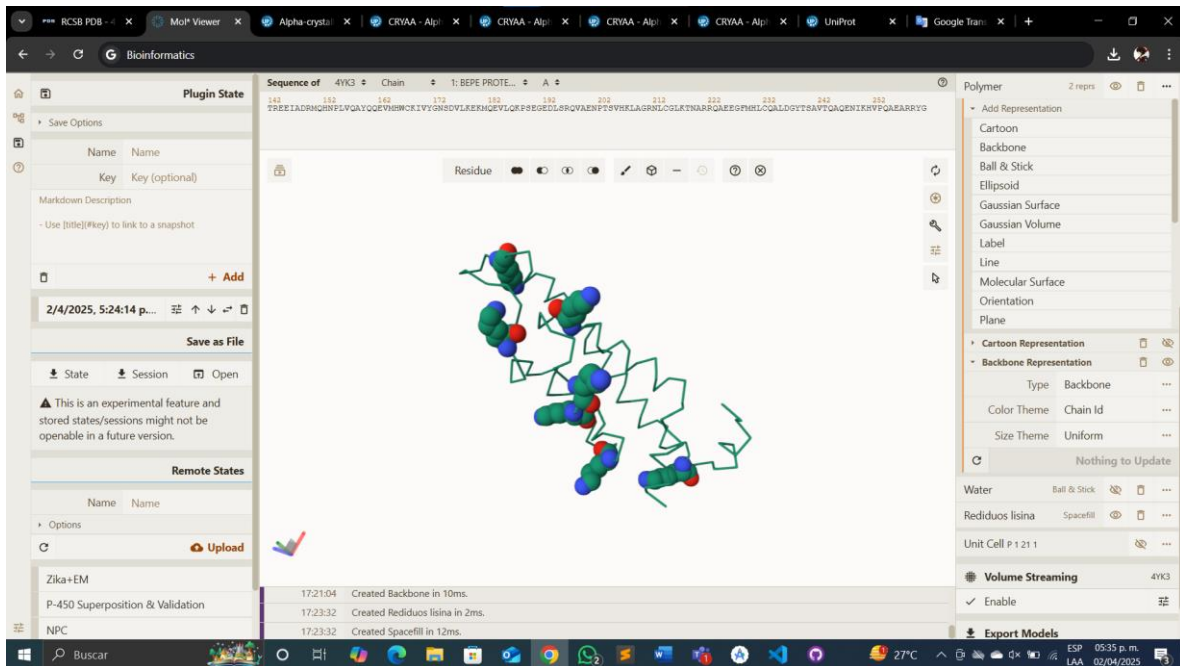 RCSB PDB - 4
Mol* Viewer
Alpha-crystal
CRYAA - Alph
CRYAA - Alph
CRYAA - Alph
CRYAA - Alph
UniProt
Google Trans
Bioinformatics
Plugin State
Save Options
Name Name
Key Key (optional)
Markdown Description
- Use [title](#key) to link to a snapshot
+ Add
2/4/2025, 5:24:14 p....
Save as File
State Session Open
This is an experimental feature and
stored states/sessions might not be
openable in a future version.
Remote States
Name Name
Options
Upload
Zika+EM
P-450 Superposition & Validation
NPC
Sequence of 4YK3 Chain 1: BEPE PROTE... A
142 152 162 172 182 192 202 212 222 232 242 252
TREEIADRMQHNPLVQAYQQEVMHWCKIVYGNSDVLKEKMQEVLQKPSEGEDLSRQVAENPTSVHKLAGRNLCGLKTNARRQAEEGFMHLCQALDGYTSAVTQAQENIKHVPQAEARRYG
Residue
17:21:04 Created Backbone in 10ms.
17:23:32 Created Rediduos lisina in 2ms.
17:23:32 Created Spacefill in 12ms.
Polymer 2 reprs
Add Representation
Cartoon
Backbone
Ball & Stick
Ellipsoid
Gaussian Surface
Gaussian Volume
Label
Line
Molecular Surface
Orientation
Plane
Cartoon Representation
Backbone Representation
Type Backbone
Color Theme Chain Id
Size Theme Uniform
Nothing to Update
Water Ball & Stick
Rediduos lisina Spacefill
Unit Cell P 1 21 1
Volume Streaming 4YK3
Enable
Export Models
Buscar
27°C
ESP
LAA
05:35 p. m.
02/04/2025